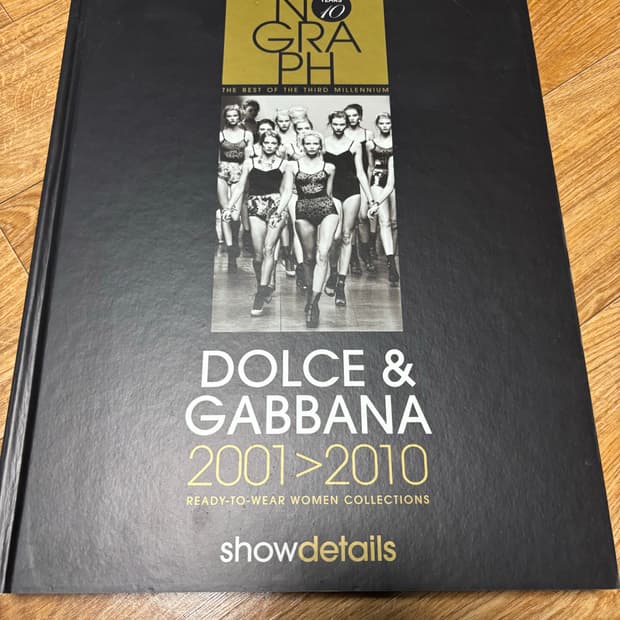 NO
YEARS
10
GRA
PH
THE BEST OF THE THIRD MILLENNIUM
DOLCE &
GABBANA
2001>2010
READY-TO-WEAR WOMEN COLLECTIONS
showdetails